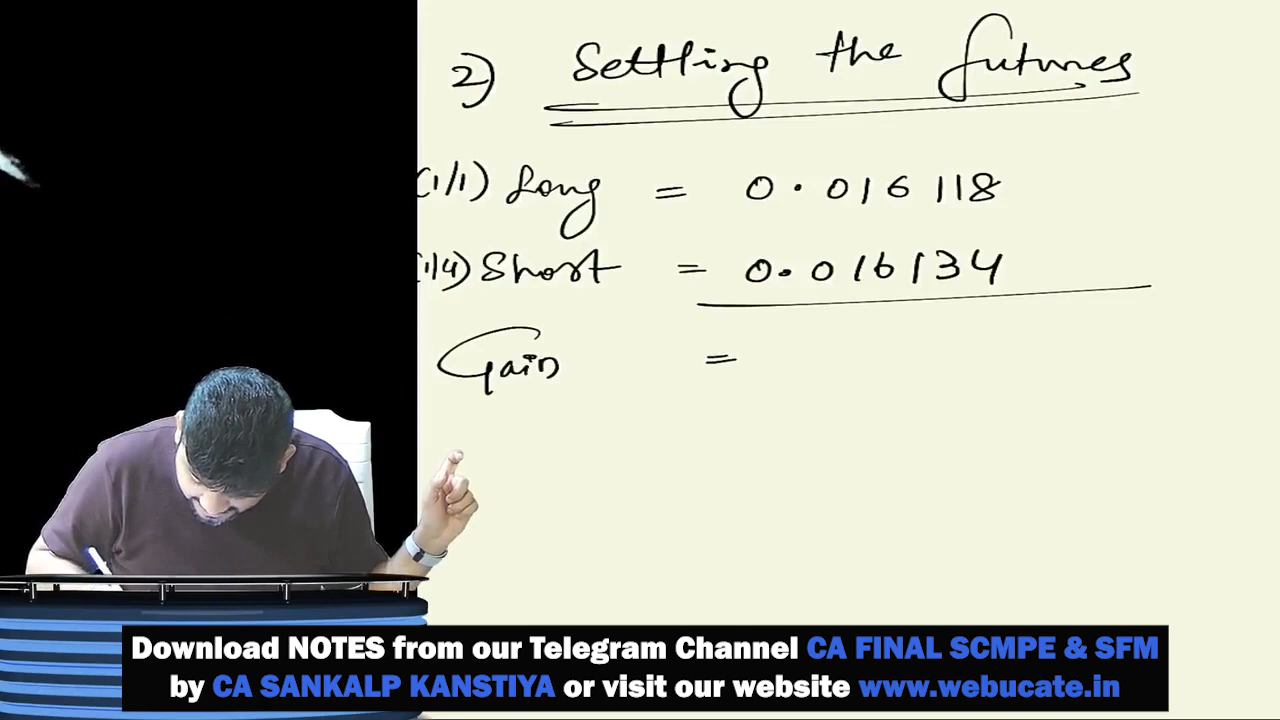 2) Settling the futures
(1/1) Long = 0.016118
(1/4) Short = 0.016134
Gain =
Download NOTES from our Telegram Channel CA FINAL SCMPE & SFM
by CA SANKALP KANSTIYA or visit our website www.webucate.in